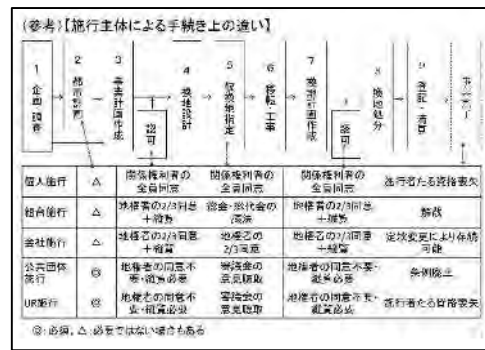 (参考)【施行主体による手続き上の違い】
1 企画・調査
2 都市計画
3 事業計画作成
認可
4 換地設計
5 仮換地指定
6 移転・工事
7 換地計画作成
認可
8 換地処分
9 登記・清算
個人施行 △ 関係権利者の全員同意 関係権利者の全員同意 関係権利者の全員同意 施行者たる資格喪失
組合施行 △ 地権者の2/3同意+縦覧 総会・総代会の議決 地権者の2/3同意+縦覧 解散
会社施行 △ 地権者の2/3同意+縦覧 地権者の2/3同意 地権者の2/3同意+縦覧 定款変更により存続可能
公共団体施行 ◎ 地権者の同意不要・縦覧必要 審議会の意見聴取 地権者の同意不要・縦覧必要 条例廃止
UR施行 ◎ 地権者の同意不要・縦覧必要 審議会の意見聴取 地権者の同意不要・縦覧必要 施行者たる資格喪失
◎:必須, △:必要ではない場合もある